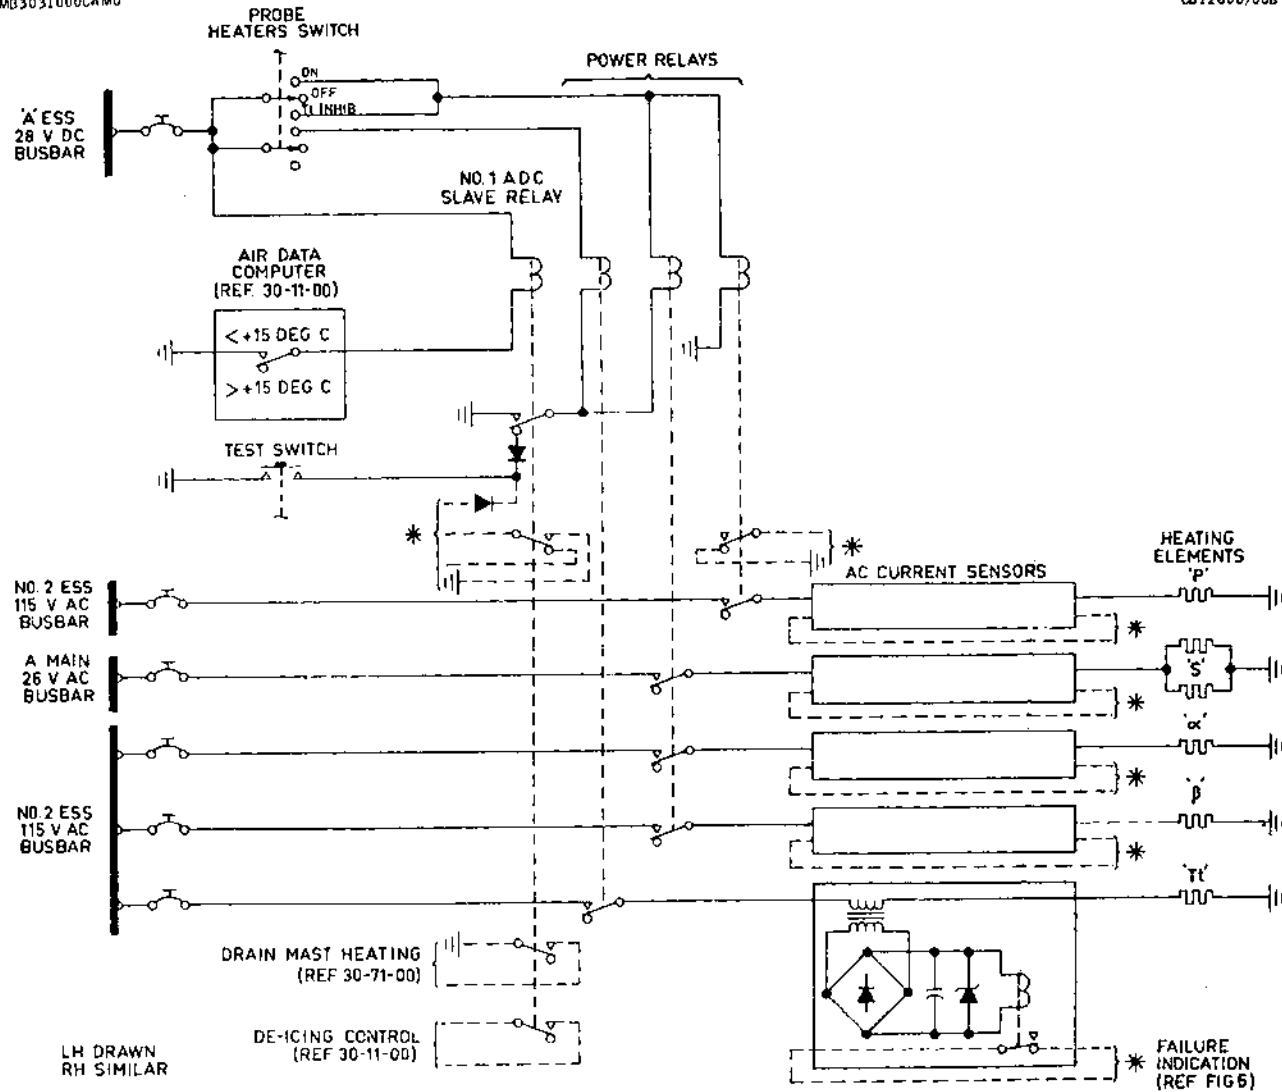 PROBE
HEATERS SWITCH
POWER RELAYS
ON
OFF
Tt INHIB
'A' ESS
28 V DC
BUSBAR
NO.1 ADC
SLAVE RELAY
AIR DATA
COMPUTER
(REF. 30-11-00)
< +15 DEG C
> +15 DEG C
TEST SWITCH
*
*
HEATING
ELEMENTS
'P'
AC CURRENT SENSORS
NO.2 ESS
115 V AC
BUSBAR
*
A MAIN
26 V AC
BUSBAR
'S'
*
'α'
*
'β'
NO.2 ESS
115 V AC
BUSBAR
*
'Tt'
DRAIN MAST HEATING
(REF 30-71-00)
DE-ICING CONTROL
(REF 30-11-00)
LH DRAWN
RH SIMILAR
* FAILURE
INDICATION
(REF FIG 6)